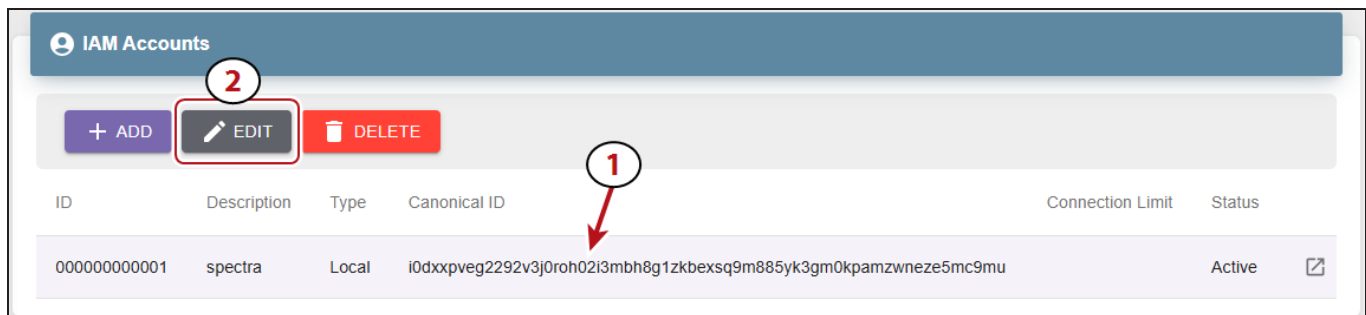 IAM Accounts
2
+ ADD EDIT DELETE
1
ID Description Type Canonical ID Connection Limit Status
000000000001 spectra Local i0dxxpveg2292v3j0roh02i3mbh8g1zkbexsq9m885yk3gm0kpamzwneze5mc9mu Active